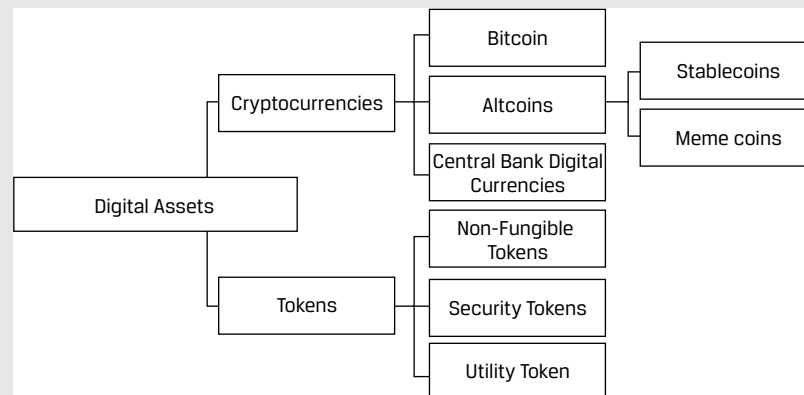 Digital Assets
Cryptocurrencies
Bitcoin
Altcoins
Stablecoins
Meme coins
Central Bank Digital
Currencies
Tokens
Non-Fungible
Tokens
Security Tokens
Utility Token